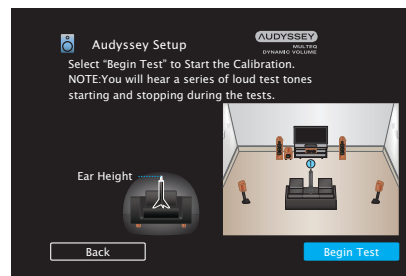 Audyssey Setup
AUDYSSEY
MULTEQ
DYNAMIC VOLUME
Select “Begin Test” to Start the Calibration.
NOTE:You will hear a series of loud test tones
starting and stopping during the tests.
Ear Height
1
Back
Begin Test